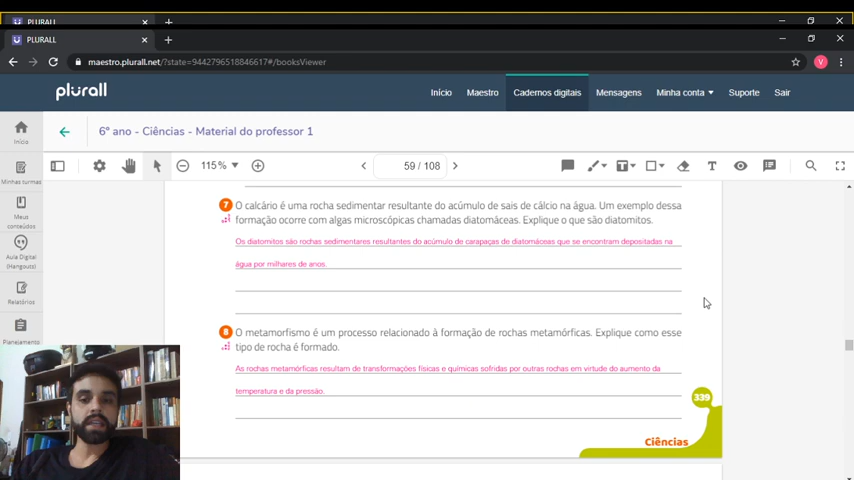 PLURALL
PLURALL
maestro.plurall.net/?state=9442796518846617#/booksViewer
V
plurall
Início
Maestro
Cadernos digitais
Mensagens
Minha conta
Suporte
Sair
6º ano - Ciências - Material do professor 1
Início
Minhas turmas
Meus conteúdos
Aula Digital (Hangouts)
Relatórios
Planejamento
115%
59 / 108
7 O calcário é uma rocha sedimentar resultante do acúmulo de sais de cálcio na água. Um exemplo dessa
formação ocorre com algas microscópicas chamadas diatomáceas. Explique o que são diatomitos.
Os diatomitos são rochas sedimentares resultantes do acúmulo de carapaças de diatomáceas que se encontram depositadas na
água por milhares de anos.
8 O metamorfismo é um processo relacionado à formação de rochas metamórficas. Explique como esse
tipo de rocha é formado.
As rochas metamórficas resultam de transformações físicas e químicas sofridas por outras rochas em virtude do aumento da
temperatura e da pressão.
339
Ciências